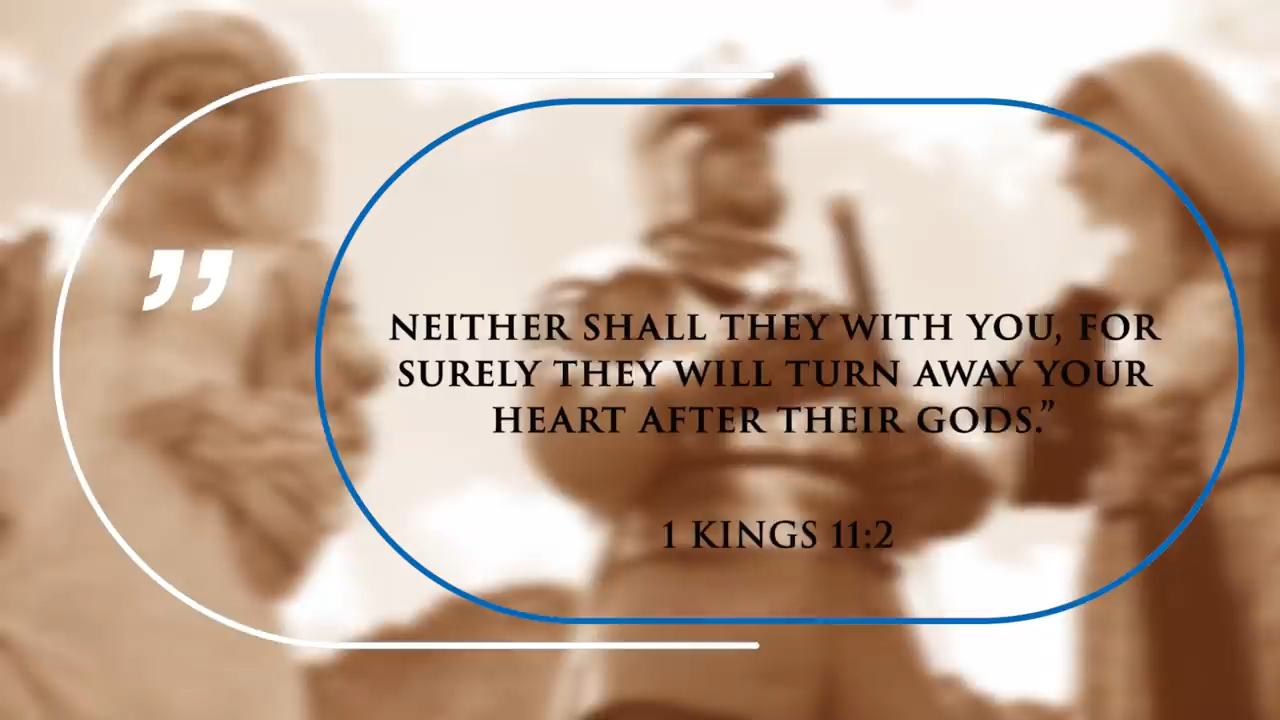 ”
NEITHER SHALL THEY WITH YOU, FOR
SURELY THEY WILL TURN AWAY YOUR
HEART AFTER THEIR GODS.”
1 KINGS 11:2